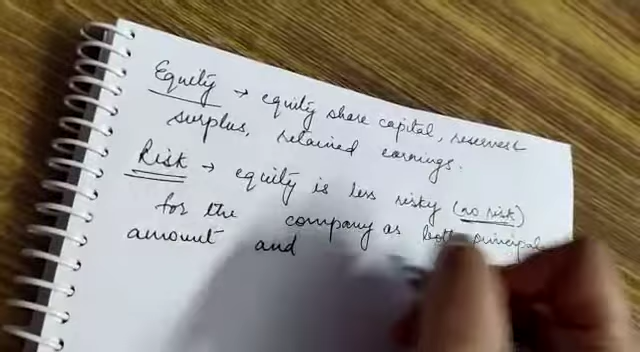 Equity → equity share capital, reserves &
surplus, retained earnings.
Risk → equity is less risky (no risk)
for the company as both principal
amount and